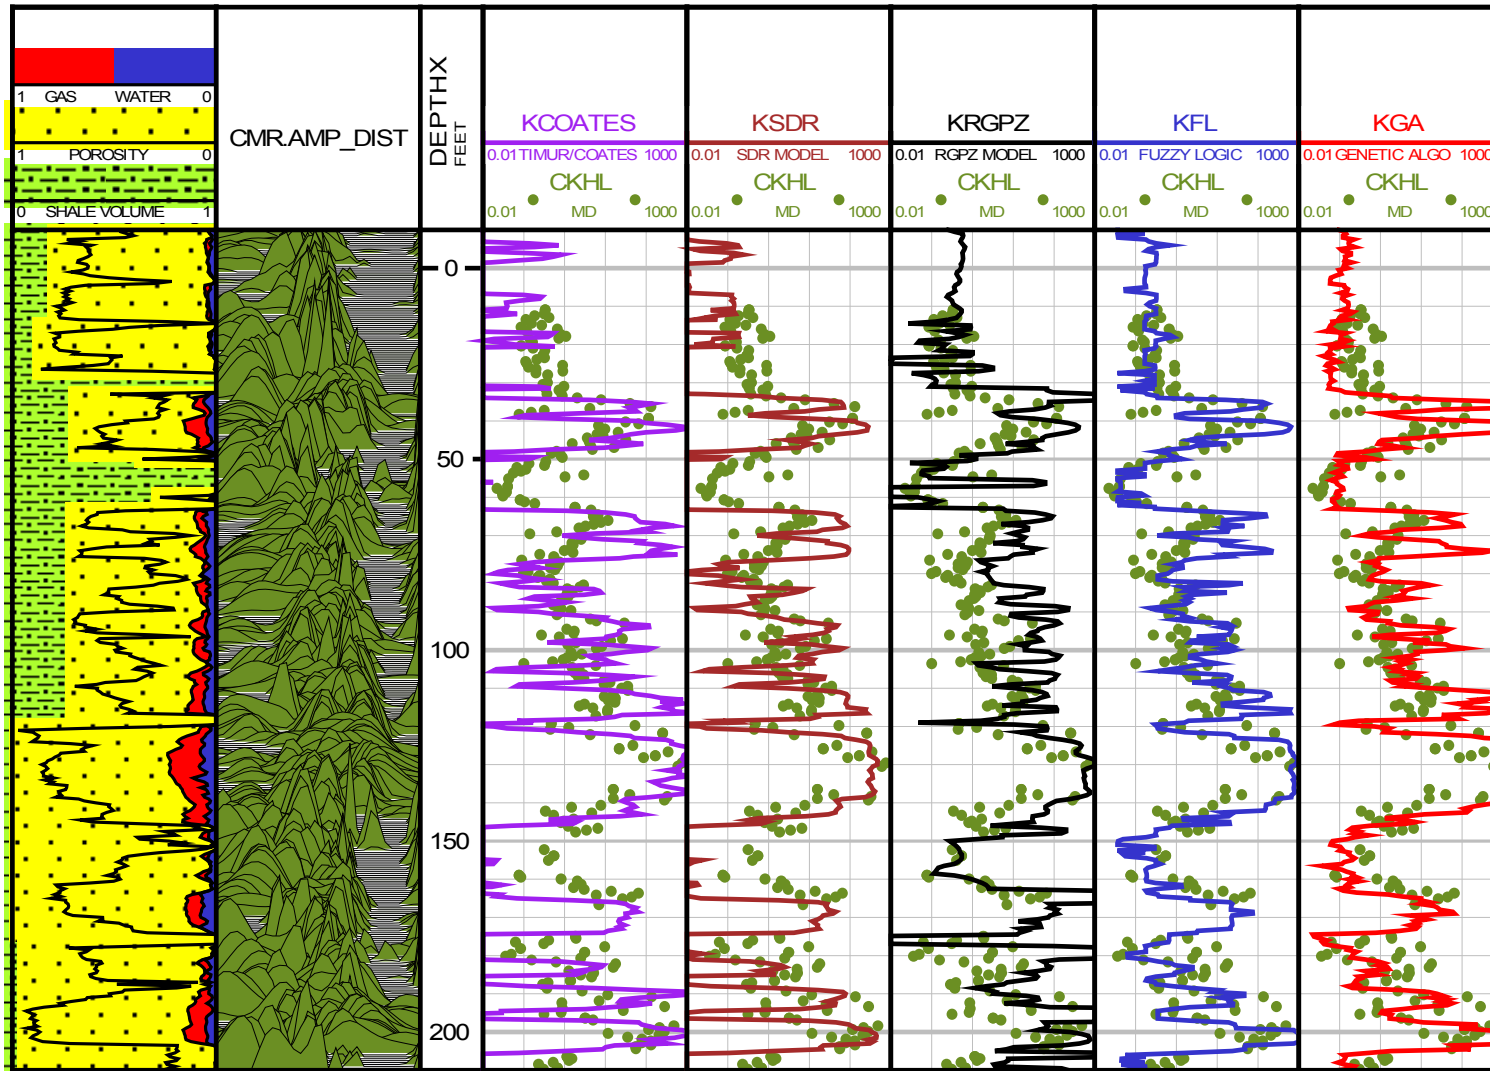 1 GAS WATER 0
1 POROSITY 0
0 SHALE VOLUME 1
CMR.AMP_DIST
DEPTHX
FEET
KCOATES
0.01 TIMUR/COATES 1000
CKHL
0.01 MD 1000
KSDR
0.01 SDR MODEL 1000
CKHL
0.01 MD 1000
KRGPZ
0.01 RGPZ MODEL 1000
CKHL
0.01 MD 1000
KFL
0.01 FUZZY LOGIC 1000
CKHL
0.01 MD 1000
KGA
0.01 GENETIC ALGO 1000
CKHL
0.01 MD 1000
0
50
100
150
200